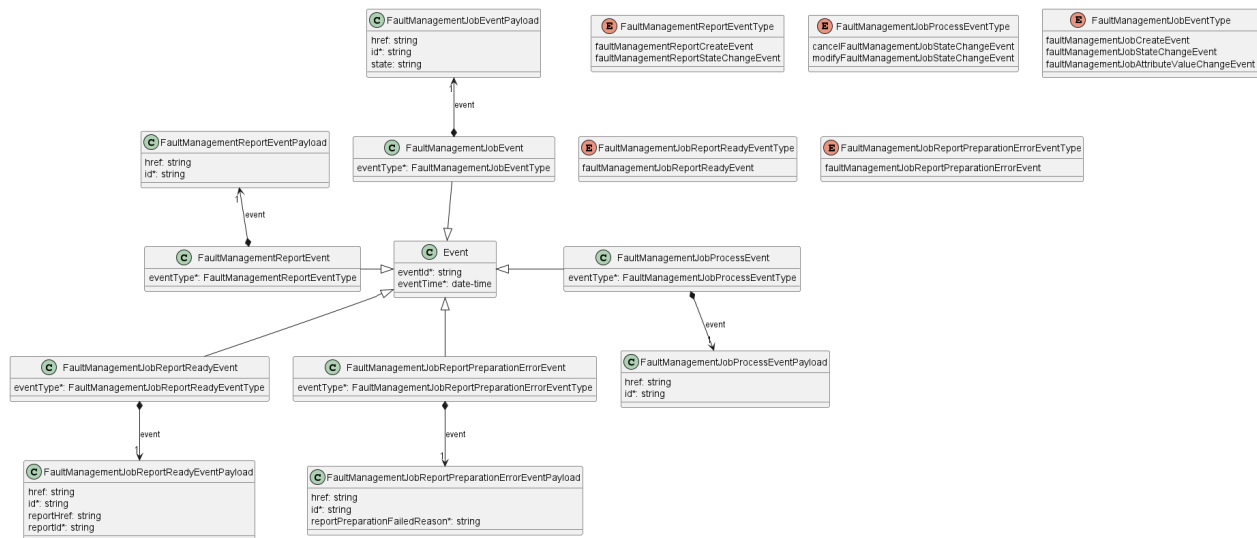 C FaultManagementJobEventPayload
href: string
id*: string
state: string
E FaultManagementReportEventType
faultManagementReportCreateEvent
faultManagementReportStateChangeEvent
E FaultManagementJobProcessEventType
cancelFaultManagementJobStateChangeEvent
modifyFaultManagementJobStateChangeEvent
E FaultManagementJobEventType
faultManagementJobCreateEvent
faultManagementJobStateChangeEvent
faultManagementJobAttributeValueChangeEvent
1
event
C FaultManagementReportEventPayload
href: string
id*: string
C FaultManagementJobEvent
eventType*: FaultManagementJobEventType
E FaultManagementJobReportReadyEventType
faultManagementJobReportReadyEvent
E FaultManagementJobReportPreparationErrorEventType
faultManagementJobReportPreparationErrorEvent
1
event
C FaultManagementReportEvent
eventType*: FaultManagementReportEventType
C Event
eventId*: string
eventTime*: date-time
C FaultManagementJobProcessEvent
eventType*: FaultManagementJobProcessEventType
event
1
C FaultManagementJobReportReadyEvent
eventType*: FaultManagementJobReportReadyEventType
C FaultManagementJobReportPreparationErrorEvent
eventType*: FaultManagementJobReportPreparationErrorEventType
C FaultManagementJobProcessEventPayload
href: string
id*: string
event
1
event
1
C FaultManagementJobReportReadyEventPayload
href: string
id*: string
reportHref: string
reportId*: string
C FaultManagementJobReportPreparationErrorEventPayload
href: string
id*: string
reportPreparationFailedReason*: string